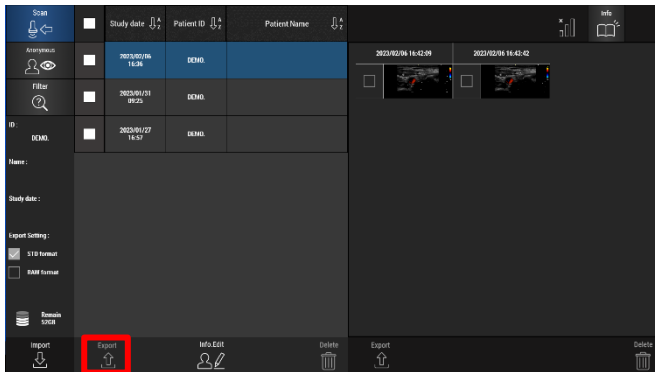 Scan
Study date
Patient ID
Patient Name
Info
Anonymous
2023/02/06
16:36
DEMO.
2023/02/06 16:42:09
2023/02/06 16:43:42
Filter
2023/01/31
09:25
DEMO.
ID :
DEMO.
2023/01/27
16:57
DEMO.
Name :
Study date :
Export Setting :
STD format
RAW format
Remain
52GB
Import
Export
Info.Edit
Delete
Export
Delete